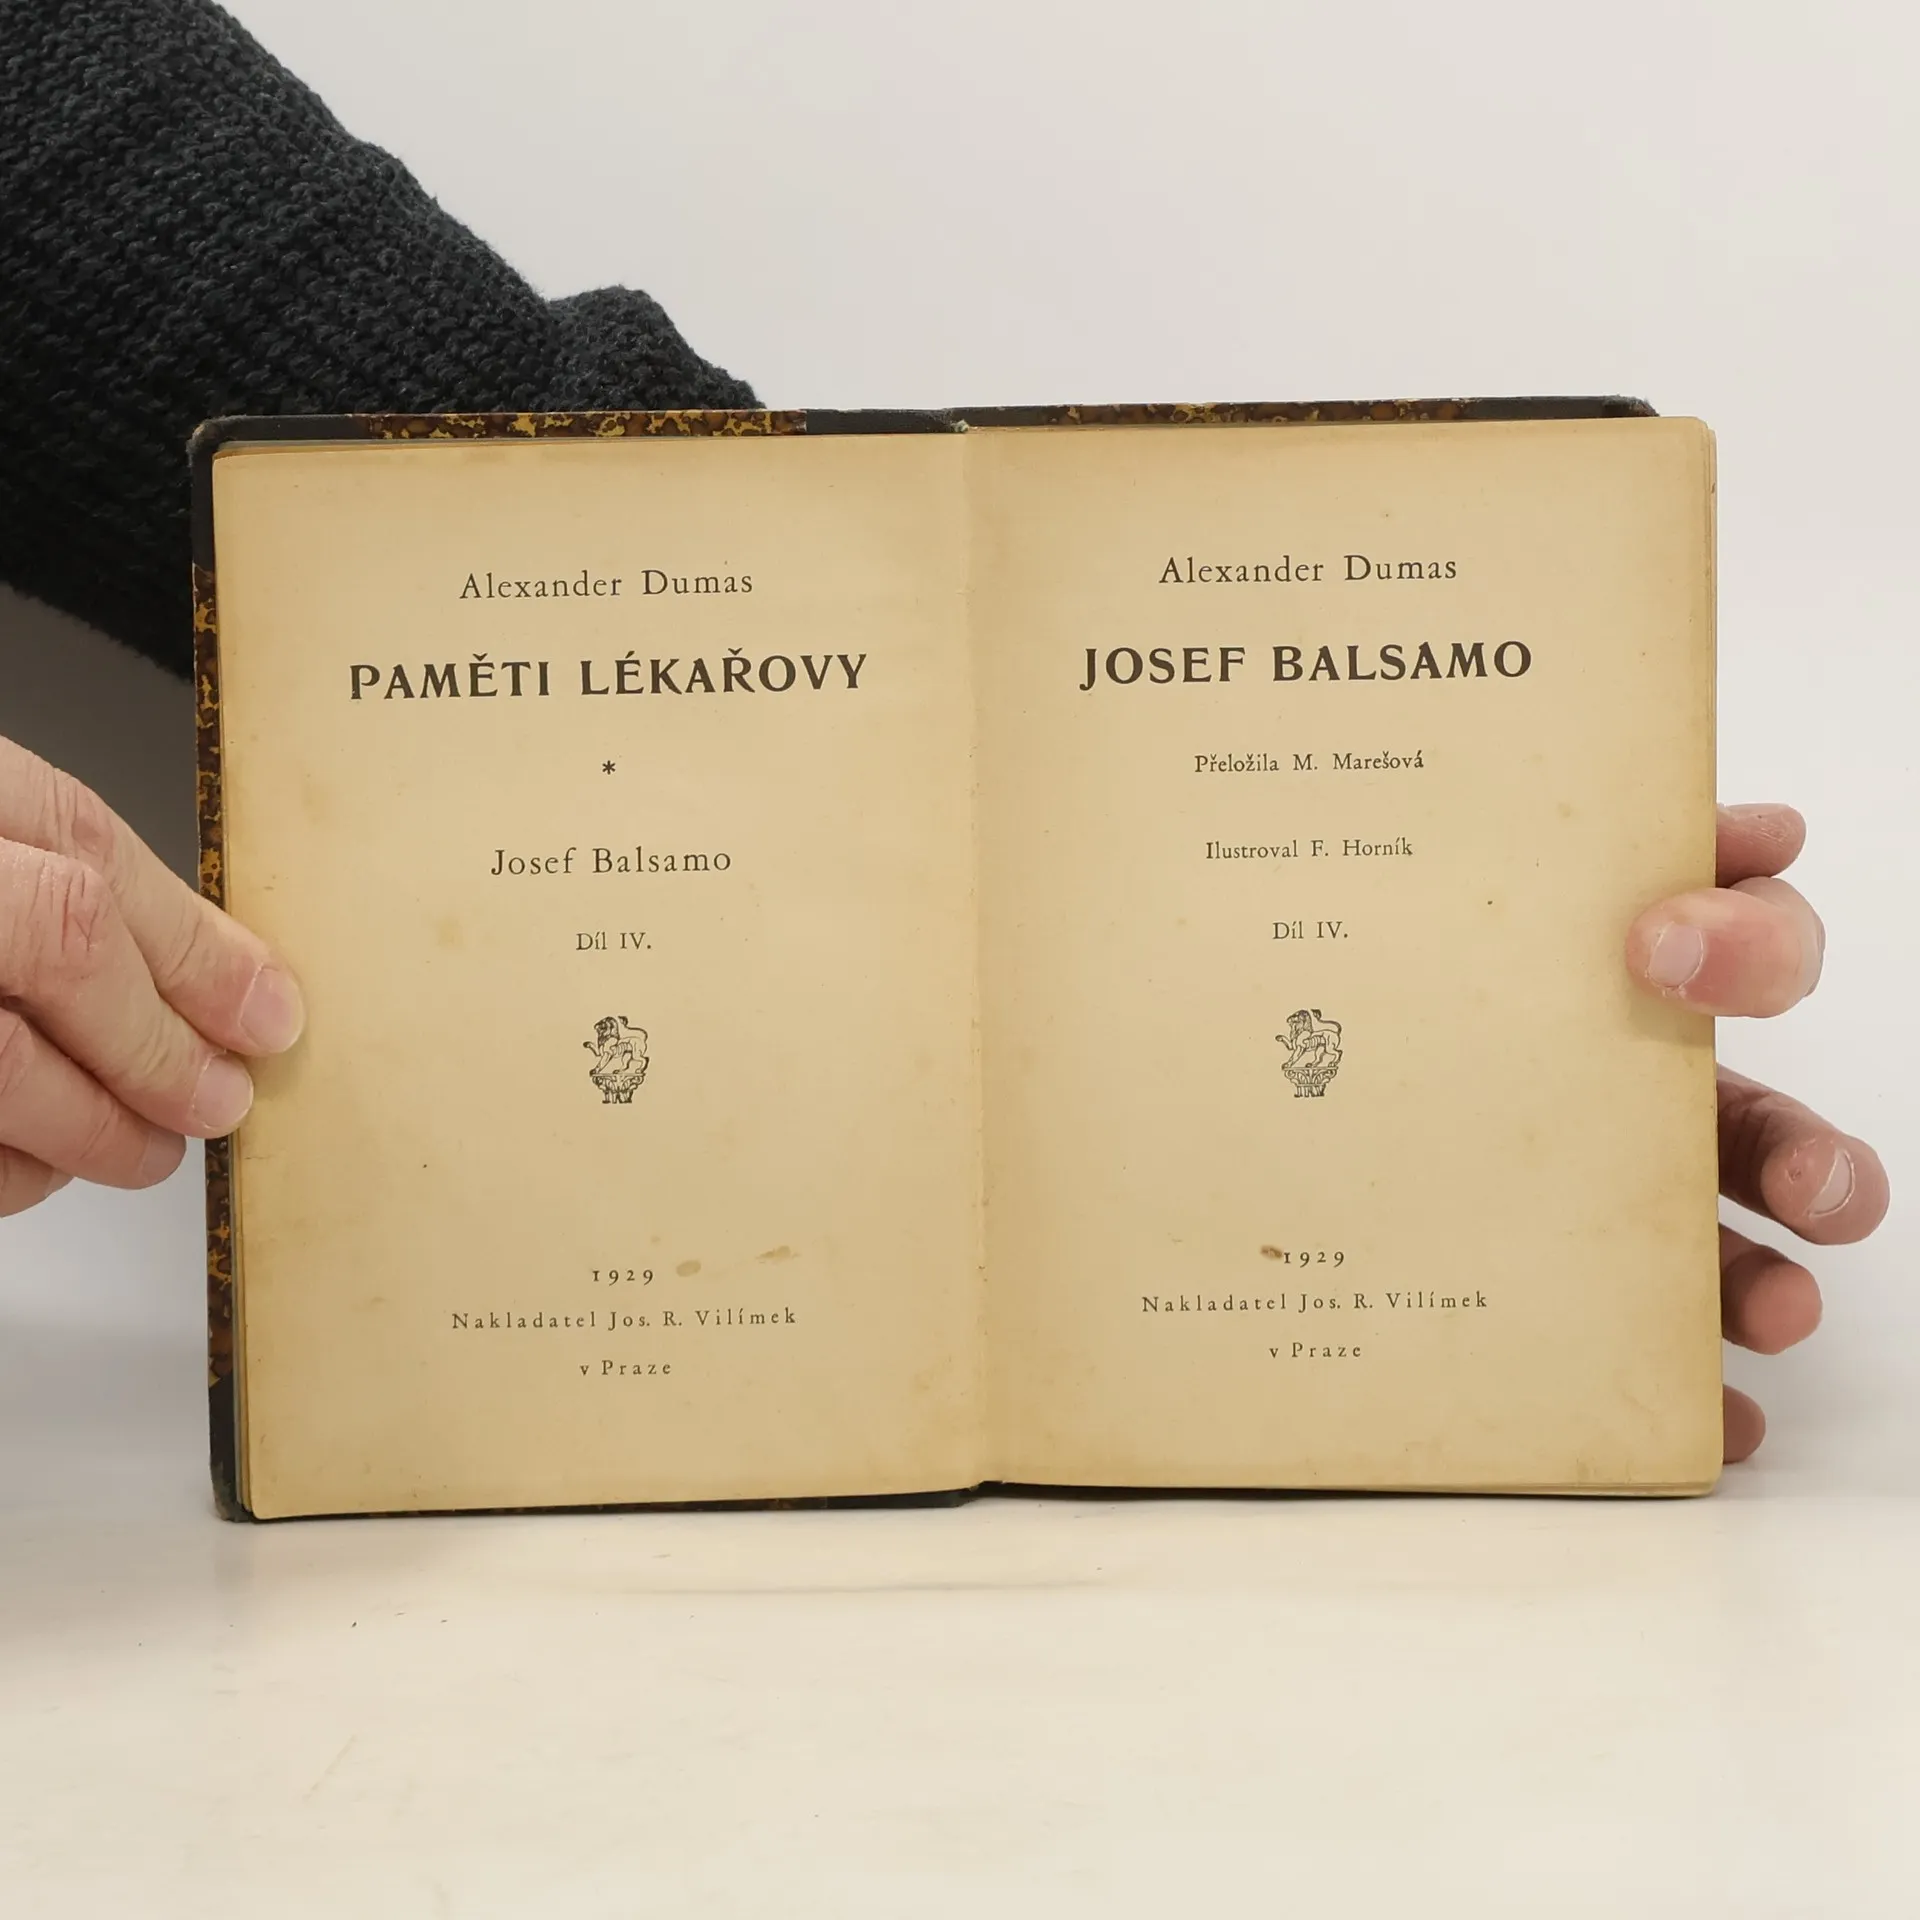 Alexander Dumas
PAMĚTI LÉKAŘOVY
*
Josef Balsamo
Díl IV.
1929
Nakladatel Jos. R. Vilímek
v Praze
Alexander Dumas
JOSEF BALSAMO
Přeložila M. Marešová
Ilustroval F. Horník
Díl IV.
1929
Nakladatel Jos. R. Vilímek
v Praze